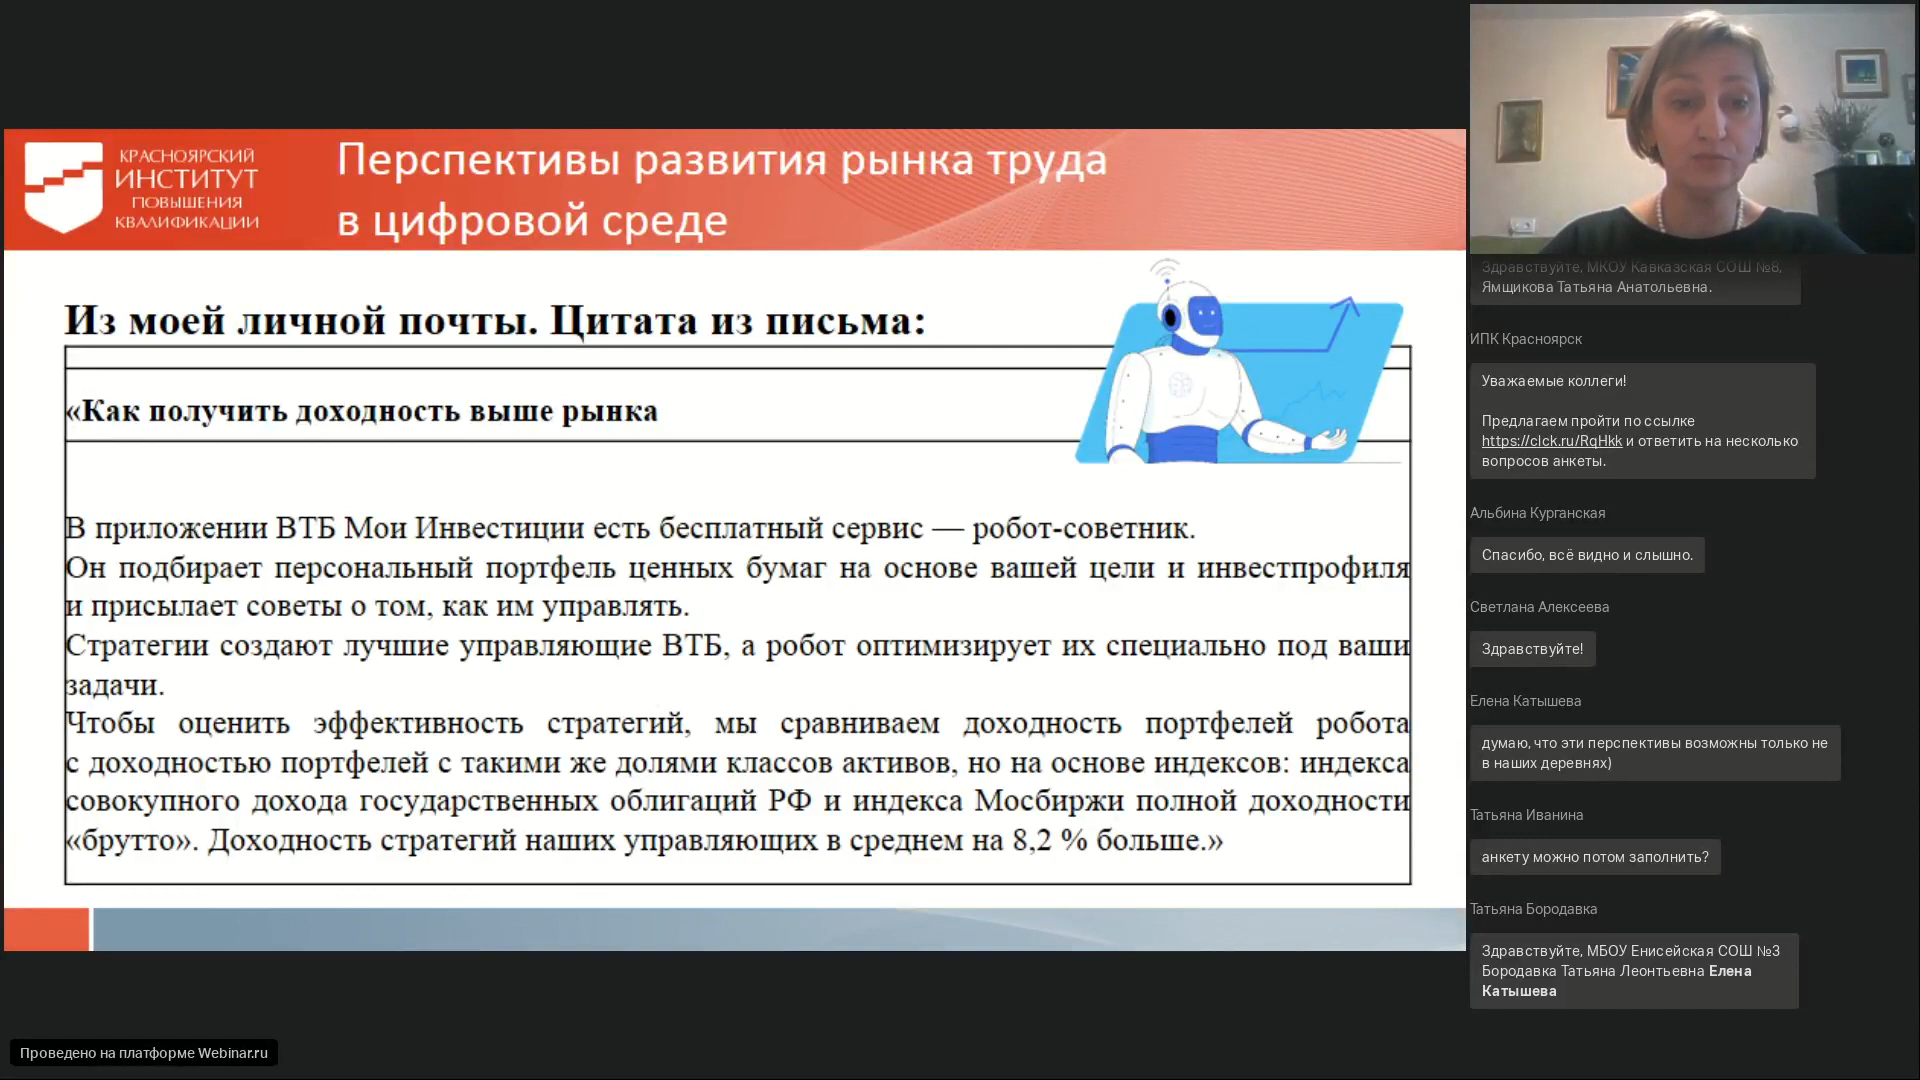 КРАСНОЯРСКИЙ
ИНСТИТУТ
ПОВЫШЕНИЯ
КВАЛИФИКАЦИИ
Перспективы развития рынка труда
в цифровой среде
Из моей личной почты. Цитата из письма:
«Как получить доходность выше рынка
В приложении ВТБ Мои Инвестиции есть бесплатный сервис — робот-советник.
Он подбирает персональный портфель ценных бумаг на основе вашей цели и инвестпрофиля
и присылает советы о том, как им управлять.
Стратегии создают лучшие управляющие ВТБ, а робот оптимизирует их специально под ваши
задачи.
Чтобы оценить эффективность стратегий, мы сравниваем доходность портфелей робота
с доходностью портфелей с такими же долями классов активов, но на основе индексов: индекса
совокупного дохода государственных облигаций РФ и индекса Мосбиржи полной доходности
«брутто». Доходность стратегий наших управляющих в среднем на 8,2 % больше.»
Проведено на платформе Webinar.ru
Здравствуйте, МКОУ Кавказская СОШ №8,
Ямщикова Татьяна Анатольевна.
ИПК Красноярск
Уважаемые коллеги!
Предлагаем пройти по ссылке
https://clck.ru/RqHkk и ответить на несколько
вопросов анкеты.
Альбина Курганская
Спасибо, всё видно и слышно.
Светлана Алексеева
Здравствуйте!
Елена Катышева
думаю, что эти перспективы возможны только не
в наших деревнях)
Татьяна Иванина
анкету можно потом заполнить?
Татьяна Бородавка
Здравствуйте, МБОУ Енисейская СОШ №3
Бородавка Татьяна Леонтьевна Елена
Катышева